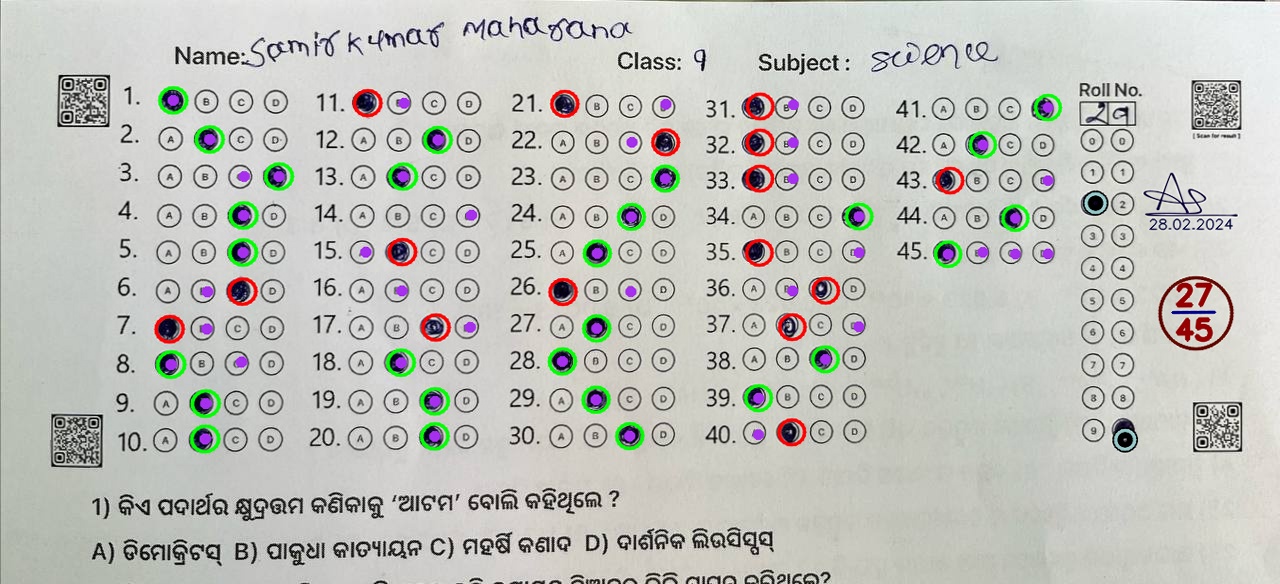 Name: Samir kumar maharana
Class: 9 Subject : science
1. B C D 11. C D 21. B C 31. B C D 41. A B C Roll No.
2. A C D 12. A B D 22. A B 32. B C D 42. A C D 29
3. A B 13. A C D 23. A B C 33. B C D 43. B C 0 0
4. A B D 14. A B C 24. A B D 34. A B C 44. A B D 1 1
5. A B D 15. C D 25. A C D 35. B C 45. 2
6. A D 16. A C D 26. B D 36. A D 3 3
7. C D 17. A B 27. A C D 37. A C 4 4
8. B D 18. A C D 28. B C D 38. A B D 5 5
9. A C D 19. A B D 29. A C D 39. B C D 6 6
10. A C D 20. A B D 30. A B D 40. C D 7 7
8 8
9
[ Scan for result ]
28.02.2024
27
45
1) କିଏ ପଦାର୍ଥର କ୍ଷୁଦ୍ରତ୍ତମ କଣିକାକୁ ‘ଆଟମ’ ବୋଲି କହିଥିଲେ ?
A) ଡିମୋକ୍ରିଟସ୍ B) ପାକୁଧା କାତ୍ୟାୟନ C) ମହର୍ଷି କଣାଦ D) ଦାର୍ଶନିକ ଲିଉସିପ୍ପସ୍